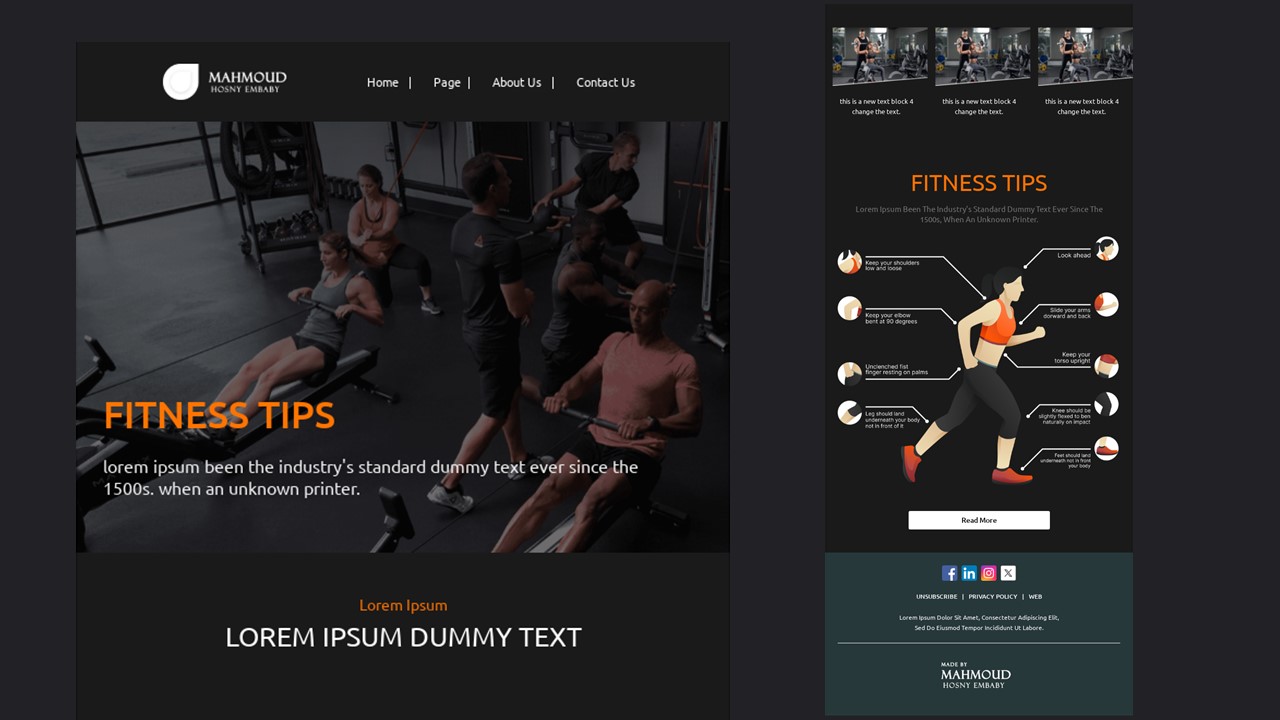 MAHMOUD
HOSNY EMBABY
Home | Page | About Us | Contact Us
FITNESS TIPS
lorem ipsum been the industry's standard dummy text ever since the
1500s. when an unknown printer.
Lorem Ipsum
LOREM IPSUM DUMMY TEXT
this is a new text block 4
change the text.
this is a new text block 4
change the text.
this is a new text block 4
change the text.
FITNESS TIPS
Lorem Ipsum Been The Industry's Standard Dummy Text Ever Since The
1500s, When An Unknown Printer.
Keep your shoulders
low and loose
Look ahead
Keep your elbow
bent at 90 degrees
Slide your arms
dorward and back
Unclenched fist
finger resting on palms
Keep your
torso upright
Leg should land
underneath your body
not in front of it
Knee should be
slightly flexed to ben
naturally on impact
Feet should land
underneath not in front
your body
Read More
UNSUBSCRIBE | PRIVACY POLICY | WEB
Lorem Ipsum Dolor Sit Amet, Consectetur Adipiscing Elit,
Sed Do Eiusmod Tempor Incididunt Ut Labore.
MADE BY
MAHMOUD
HOSNY EMBABY